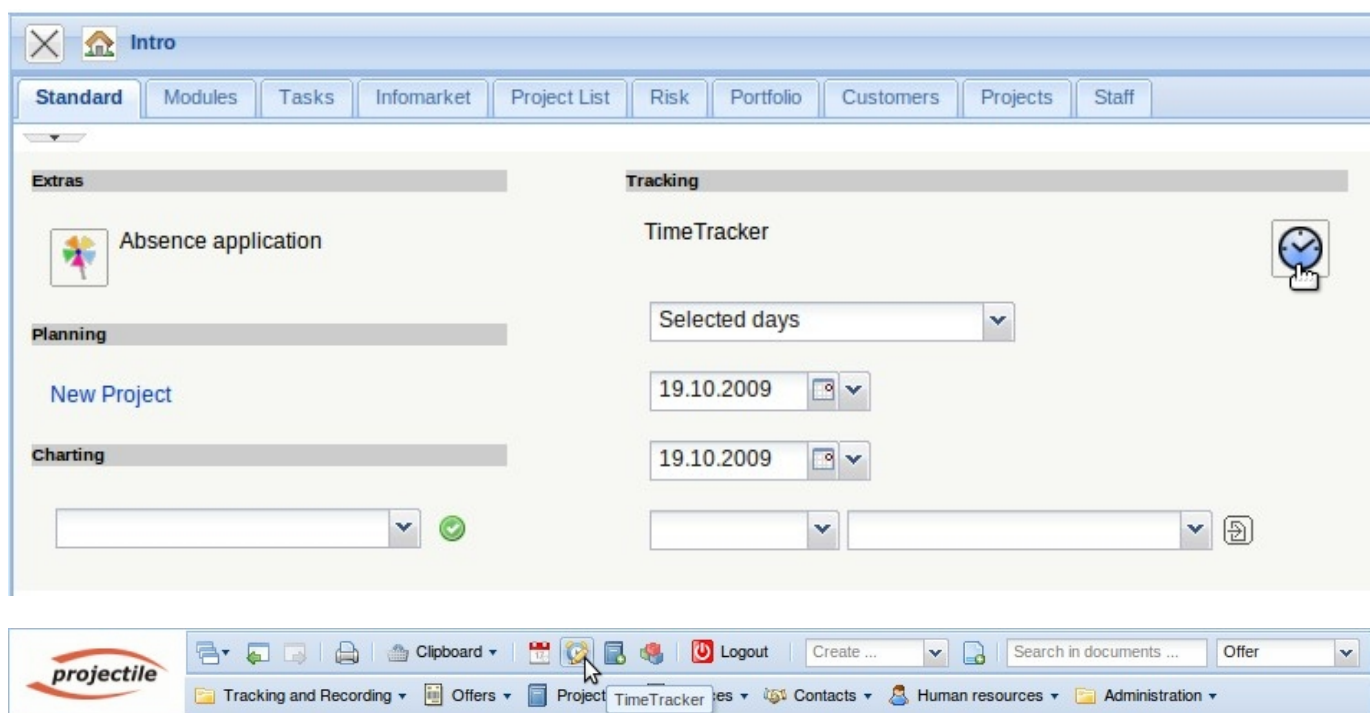 Intro
Standard Modules Tasks Infomarket Project List Risk Portfolio Customers Projects Staff
Extras
Absence application
Planning
New Project
Charting
Tracking
TimeTracker
Selected days
19.10.2009
19.10.2009
projectile
Clipboard Logout Create ... Search in documents ... Offer
Tracking and Recording Offers Contacts Human resources Administration
TimeTracker